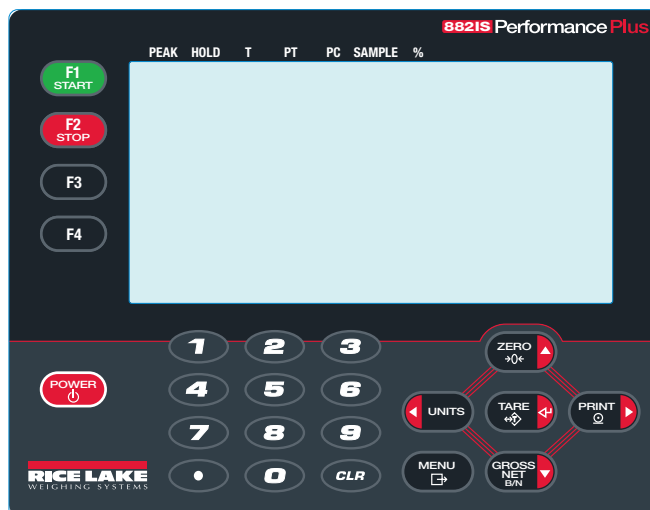 882IS Performance Plus
PEAK HOLD T PT PC SAMPLE %
F1
START
F2
STOP
F3
F4
1 2 3
ZERO
→0←
POWER
4 5 6
UNITS
TARE
PRINT
7 8 9
RICE LAKE
WEIGHING SYSTEMS
. 0 CLR
MENU
GROSS
NET
B/N